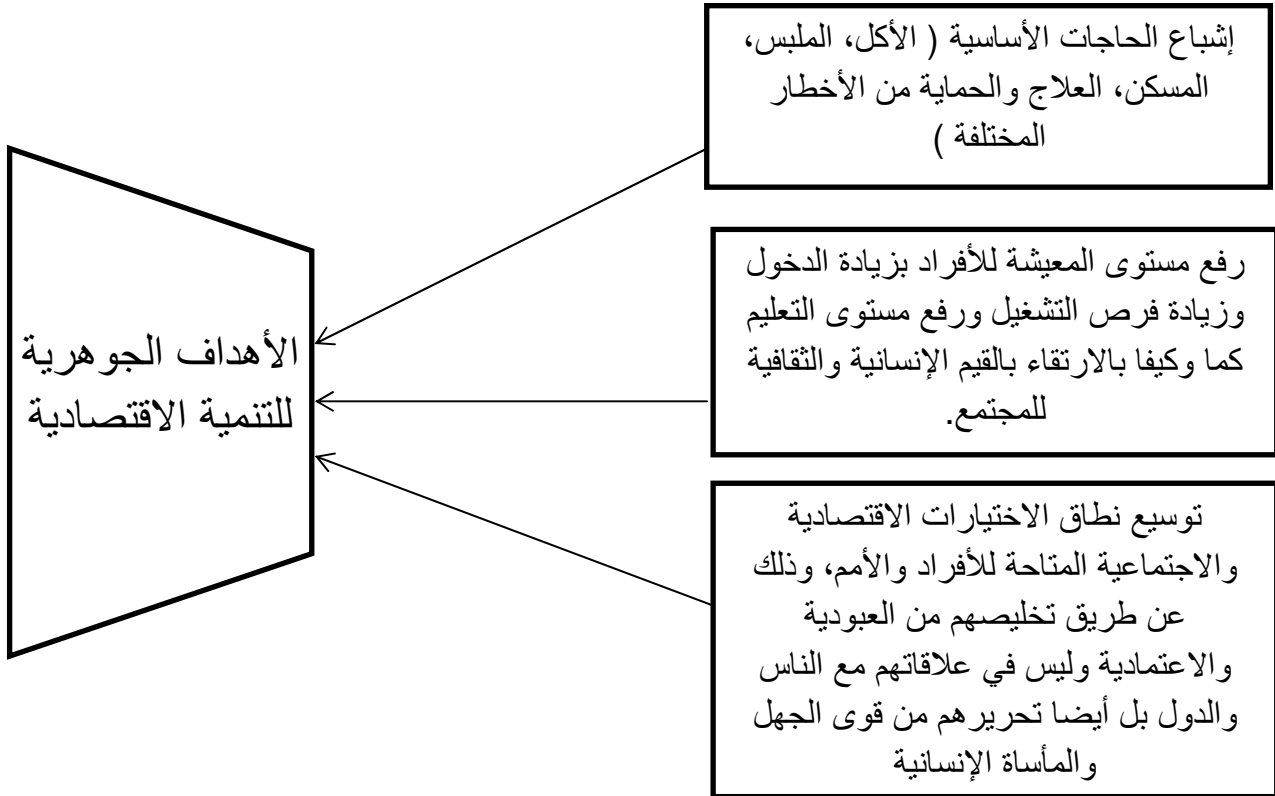 إشباع الحاجات الأساسية ( الأكل، الملبس،
المسكن، العلاج والحماية من الأخطار
المختلفة )
رفع مستوى المعيشة للأفراد بزيادة الدخول
وزيادة فرص التشغيل ورفع مستوى التعليم
كما وكيفا بالارتقاء بالقيم الإنسانية والثقافية
للمجتمع.
توسيع نطاق الاختيارات الاقتصادية
والاجتماعية المتاحة للأفراد والأمم، وذلك
عن طريق تخليصهم من العبودية
والاعتمادية وليس في علاقاتهم مع الناس
والدول بل أيضا تحريرهم من قوى الجهل
والمأساة الإنسانية
الأهداف الجوهرية
للتنمية الاقتصادية